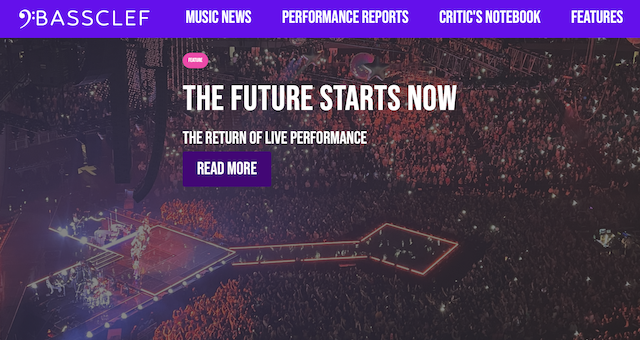 BASSCLEF
MUSIC NEWS
PERFORMANCE REPORTS
CRITIC'S NOTEBOOK
FEATURES
FEATURE
THE FUTURE STARTS NOW
THE RETURN OF LIVE PERFORMANCE
READ MORE